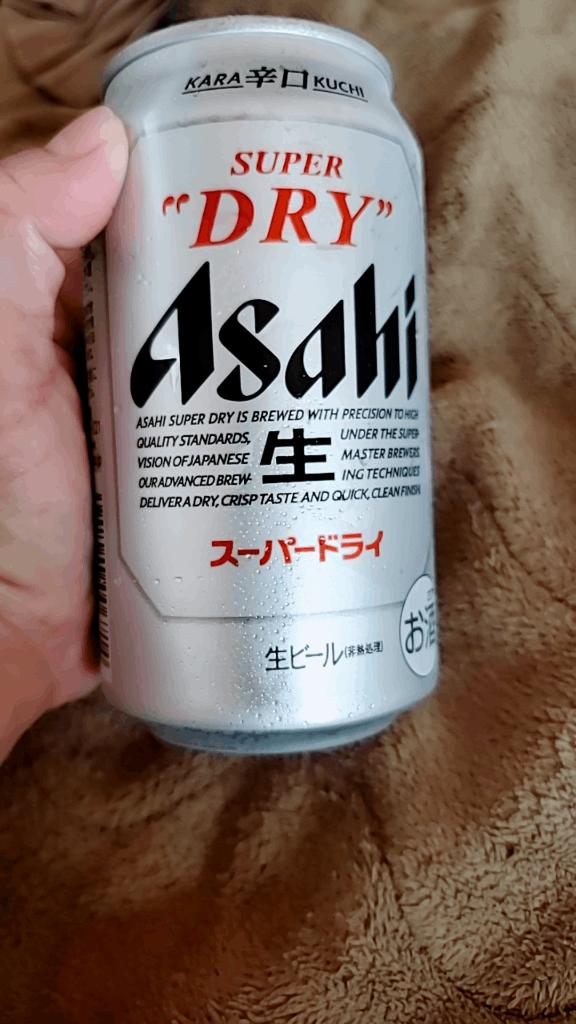 KARA 辛口 KUCHI
SUPER
"DRY"
Asahi
ASAHI SUPER DRY IS BREWED WITH PRECISION TO HIGH
QUALITY STANDARDS, UNDER THE SUPER-
VISION OF JAPANESE MASTER BREWERS.
OUR ADVANCED BREW- ING TECHNIQUES
DELIVER A DRY, CRISP TASTE AND QUICK, CLEAN FINISH.
生
スーパードライ
生ビール(非熱処理)
お酒